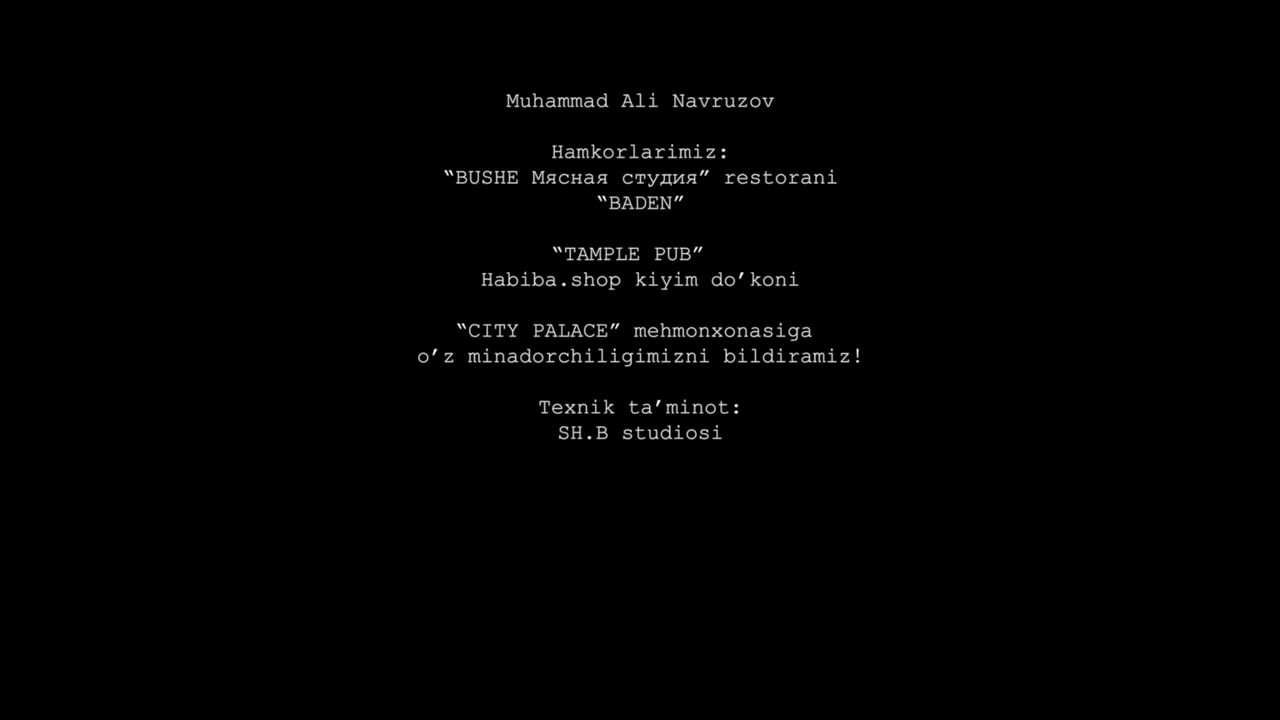 Muhammad Ali Navruzov
Hamkorlarimiz:
“BUSHE Мясная студия” restorani
“BADEN”
“TAMPLE PUB”
Habiba.shop kiyim do’koni
“CITY PALACE” mehmonxonasiga
o’z minadorchiligimizni bildiramiz!
Texnik ta’minot:
SH.B studiosi